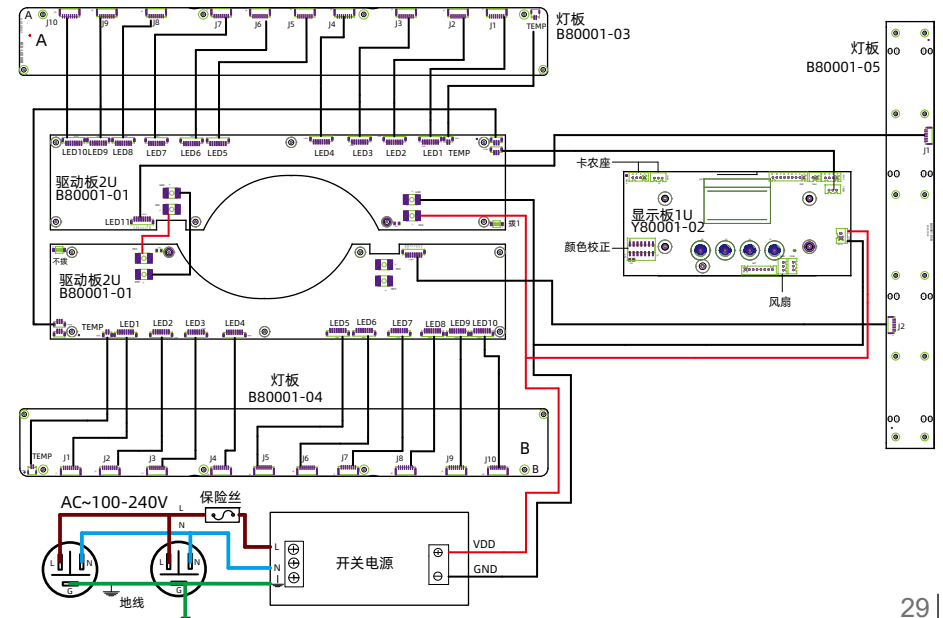 A
J10
J9
J8
J7
J6
J5
J4
J3
J2
J1
TEMP
灯板
B80001-03
A
灯板
B80001-05
LED10
LED9
LED8
LED7
LED6
LED5
LED4
LED3
LED2
LED1
TEMP
J1
卡农座
驱动板2U
B80001-01
LED11
拨1
显示板1U
Y80001-02
颜色校正
不拨
驱动板2U
B80001-01
风扇
TEMP
LED1
LED2
LED3
LED4
LED5
LED6
LED7
LED8
LED9
LED10
J2
灯板
B80001-04
TEMP
J1
J2
J3
J4
J5
J6
J7
J8
J9
J10
B
B
AC~100-240V
保险丝
L
N
L
N
L
N
G
G
地线
L
N
开关电源
VDD
GND
29